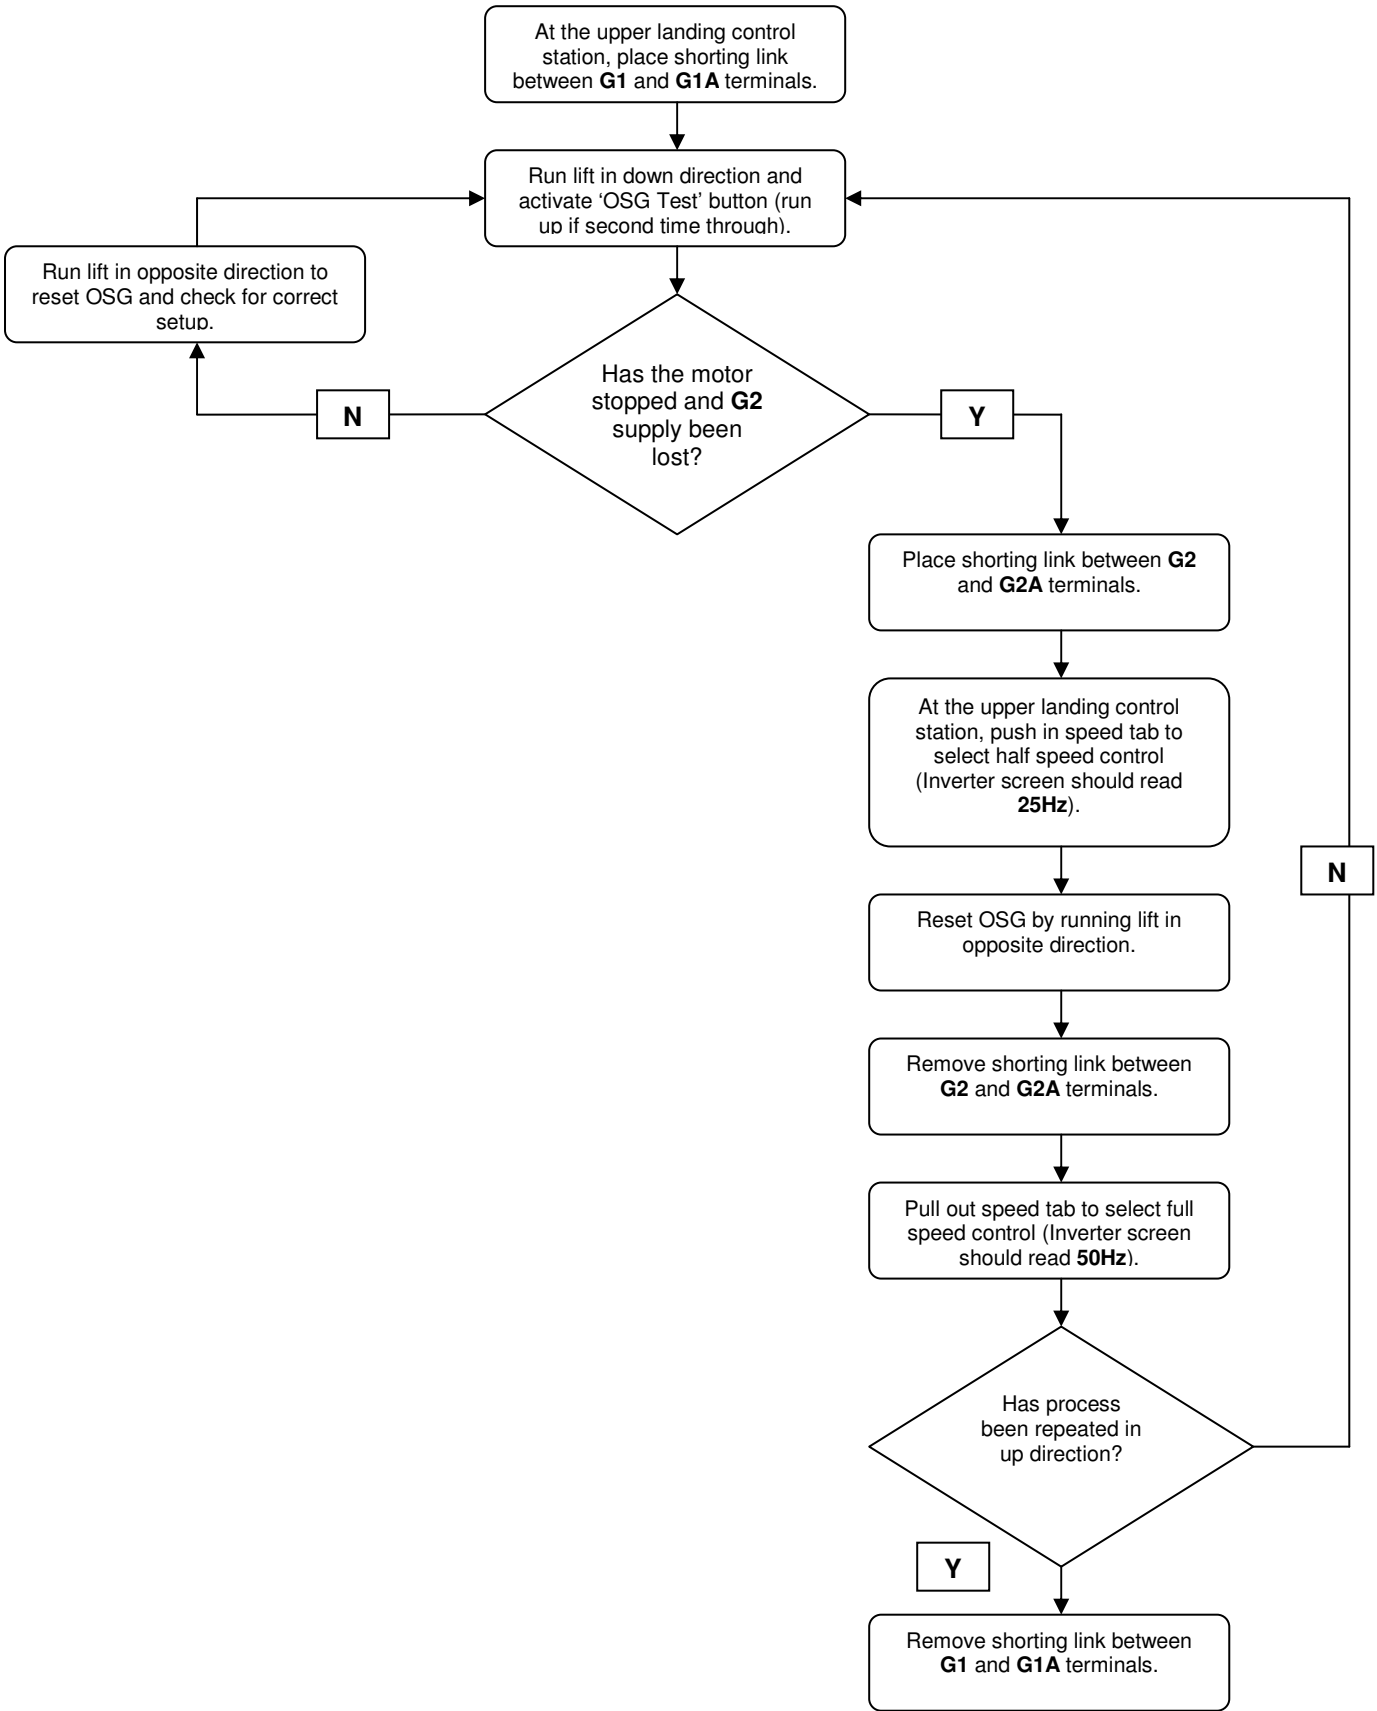 At the upper landing control
station, place shorting link
between G1 and G1A terminals.
Run lift in down direction and
activate ‘OSG Test’ button (run
up if second time through).
Run lift in opposite direction to
reset OSG and check for correct
setup.
Has the motor
stopped and G2
supply been
lost?
N
Y
Place shorting link between G2
and G2A terminals.
At the upper landing control
station, push in speed tab to
select half speed control
(Inverter screen should read
25Hz).
N
Reset OSG by running lift in
opposite direction.
Remove shorting link between
G2 and G2A terminals.
Pull out speed tab to select full
speed control (Inverter screen
should read 50Hz).
Has process
been repeated in
up direction?
Y
Remove shorting link between
G1 and G1A terminals.